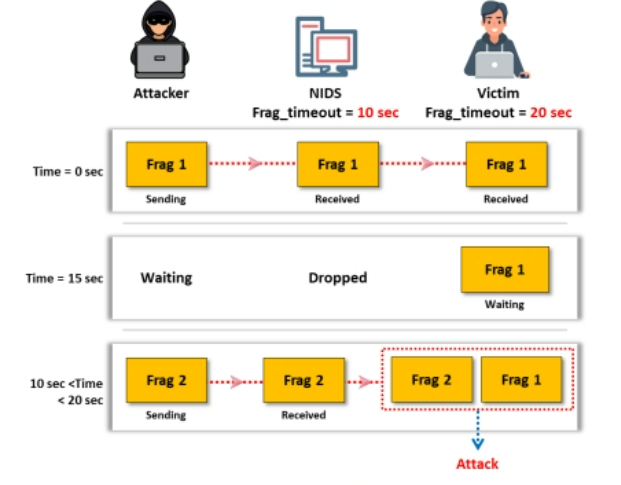 Attacker
NIDS
Frag_timeout = 10 sec
Victim
Frag_timeout = 20 sec
Time = 0 sec
Frag 1
Sending
Frag 1
Received
Frag 1
Received
Time = 15 sec
Waiting
Dropped
Frag 1
Waiting
10 sec <Time
< 20 sec
Frag 2
Sending
Frag 2
Received
Frag 2
Frag 1
Attack